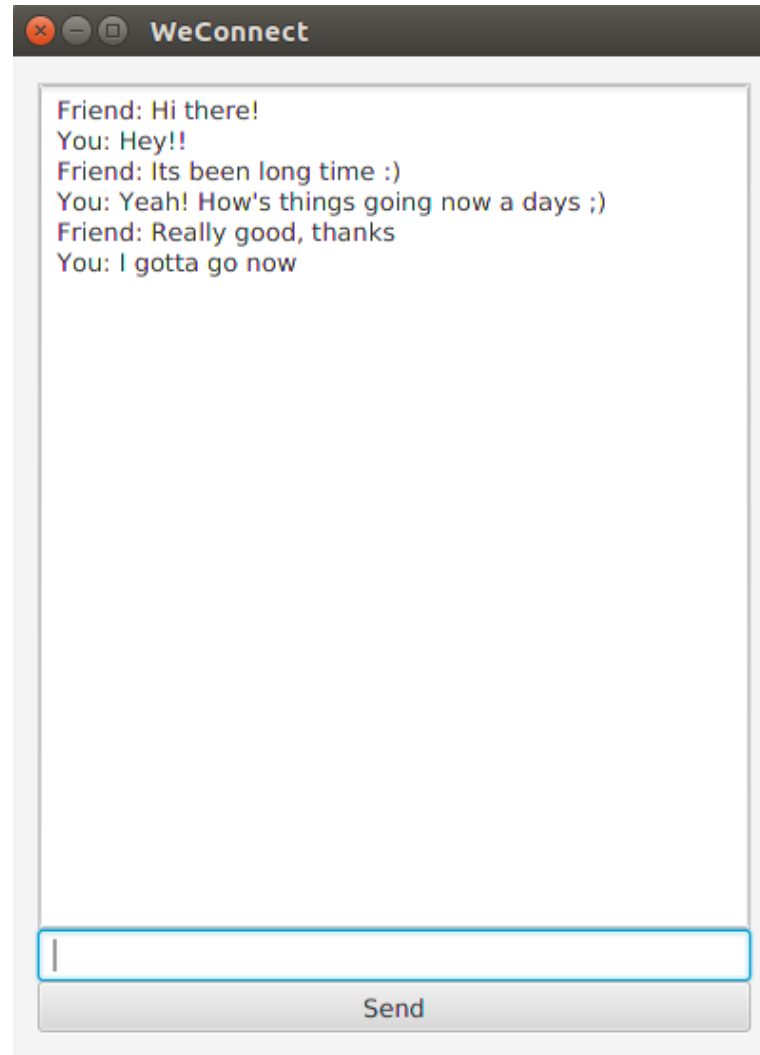 WeConnect
Friend: Hi there!
You: Hey!!
Friend: Its been long time :)
You: Yeah! How's things going now a days ;)
Friend: Really good, thanks
You: I gotta go now
Send